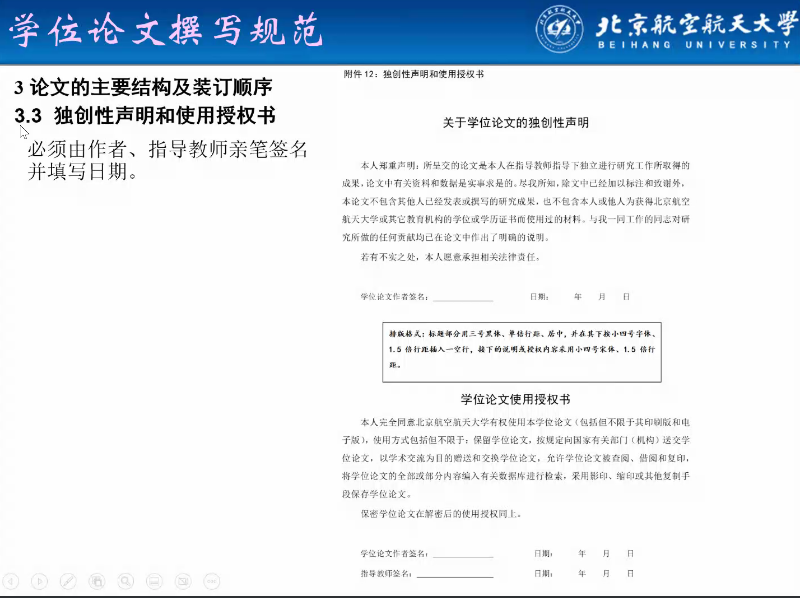 学位论文撰写规范
北京航空航天大学
BEIHANG UNIVERSITY
3 论文的主要结构及装订顺序
3.3 独创性声明和使用授权书
必须由作者、指导教师亲笔签名
并填写日期。
附件 12：独创性声明和使用授权书
关于学位论文的独创性声明
本人郑重声明：所呈交的论文是本人在指导教师指导下独立进行研究工作所取得的
成果，论文中有关资料和数据是实事求是的。尽我所知，除文中已经加以标注和致谢外，
本论文不包含其他人已经发表或撰写的研究成果，也不包含本人或他人为获得北京航空
航天大学或其它教育机构的学位或学历证书而使用过的材料。与我一同工作的同志对研
究所做的任何贡献均已在论文中作出了明确的说明。
若有不实之处，本人愿意承担相关法律责任。
学位论文作者签名：____________ 日期： 年 月 日
排版格式：标题部分用三号黑体、单倍行距、居中，并在其下按小四号字体、
1.5 倍行距插入一空行，接下的说明或授权内容采用小四号宋体、1.5 倍行
距。
学位论文使用授权书
本人完全同意北京航空航天大学有权使用本学位论文（包括但不限于其印刷版和电
子版），使用方式包括但不限于：保留学位论文，按规定向国家有关部门（机构）送交学
位论文，以学术交流为目的赠送和交换学位论文，允许学位论文被查阅、借阅和复印，
将学位论文的全部或部分内容编入有关数据库进行检索，采用影印、缩印或其他复制手
段保存学位论文。
保密学位论文在解密后的使用授权同上。
学位论文作者签名：____________ 日期： 年 月 日
指导教师签名：______________ 日期： 年 月 日